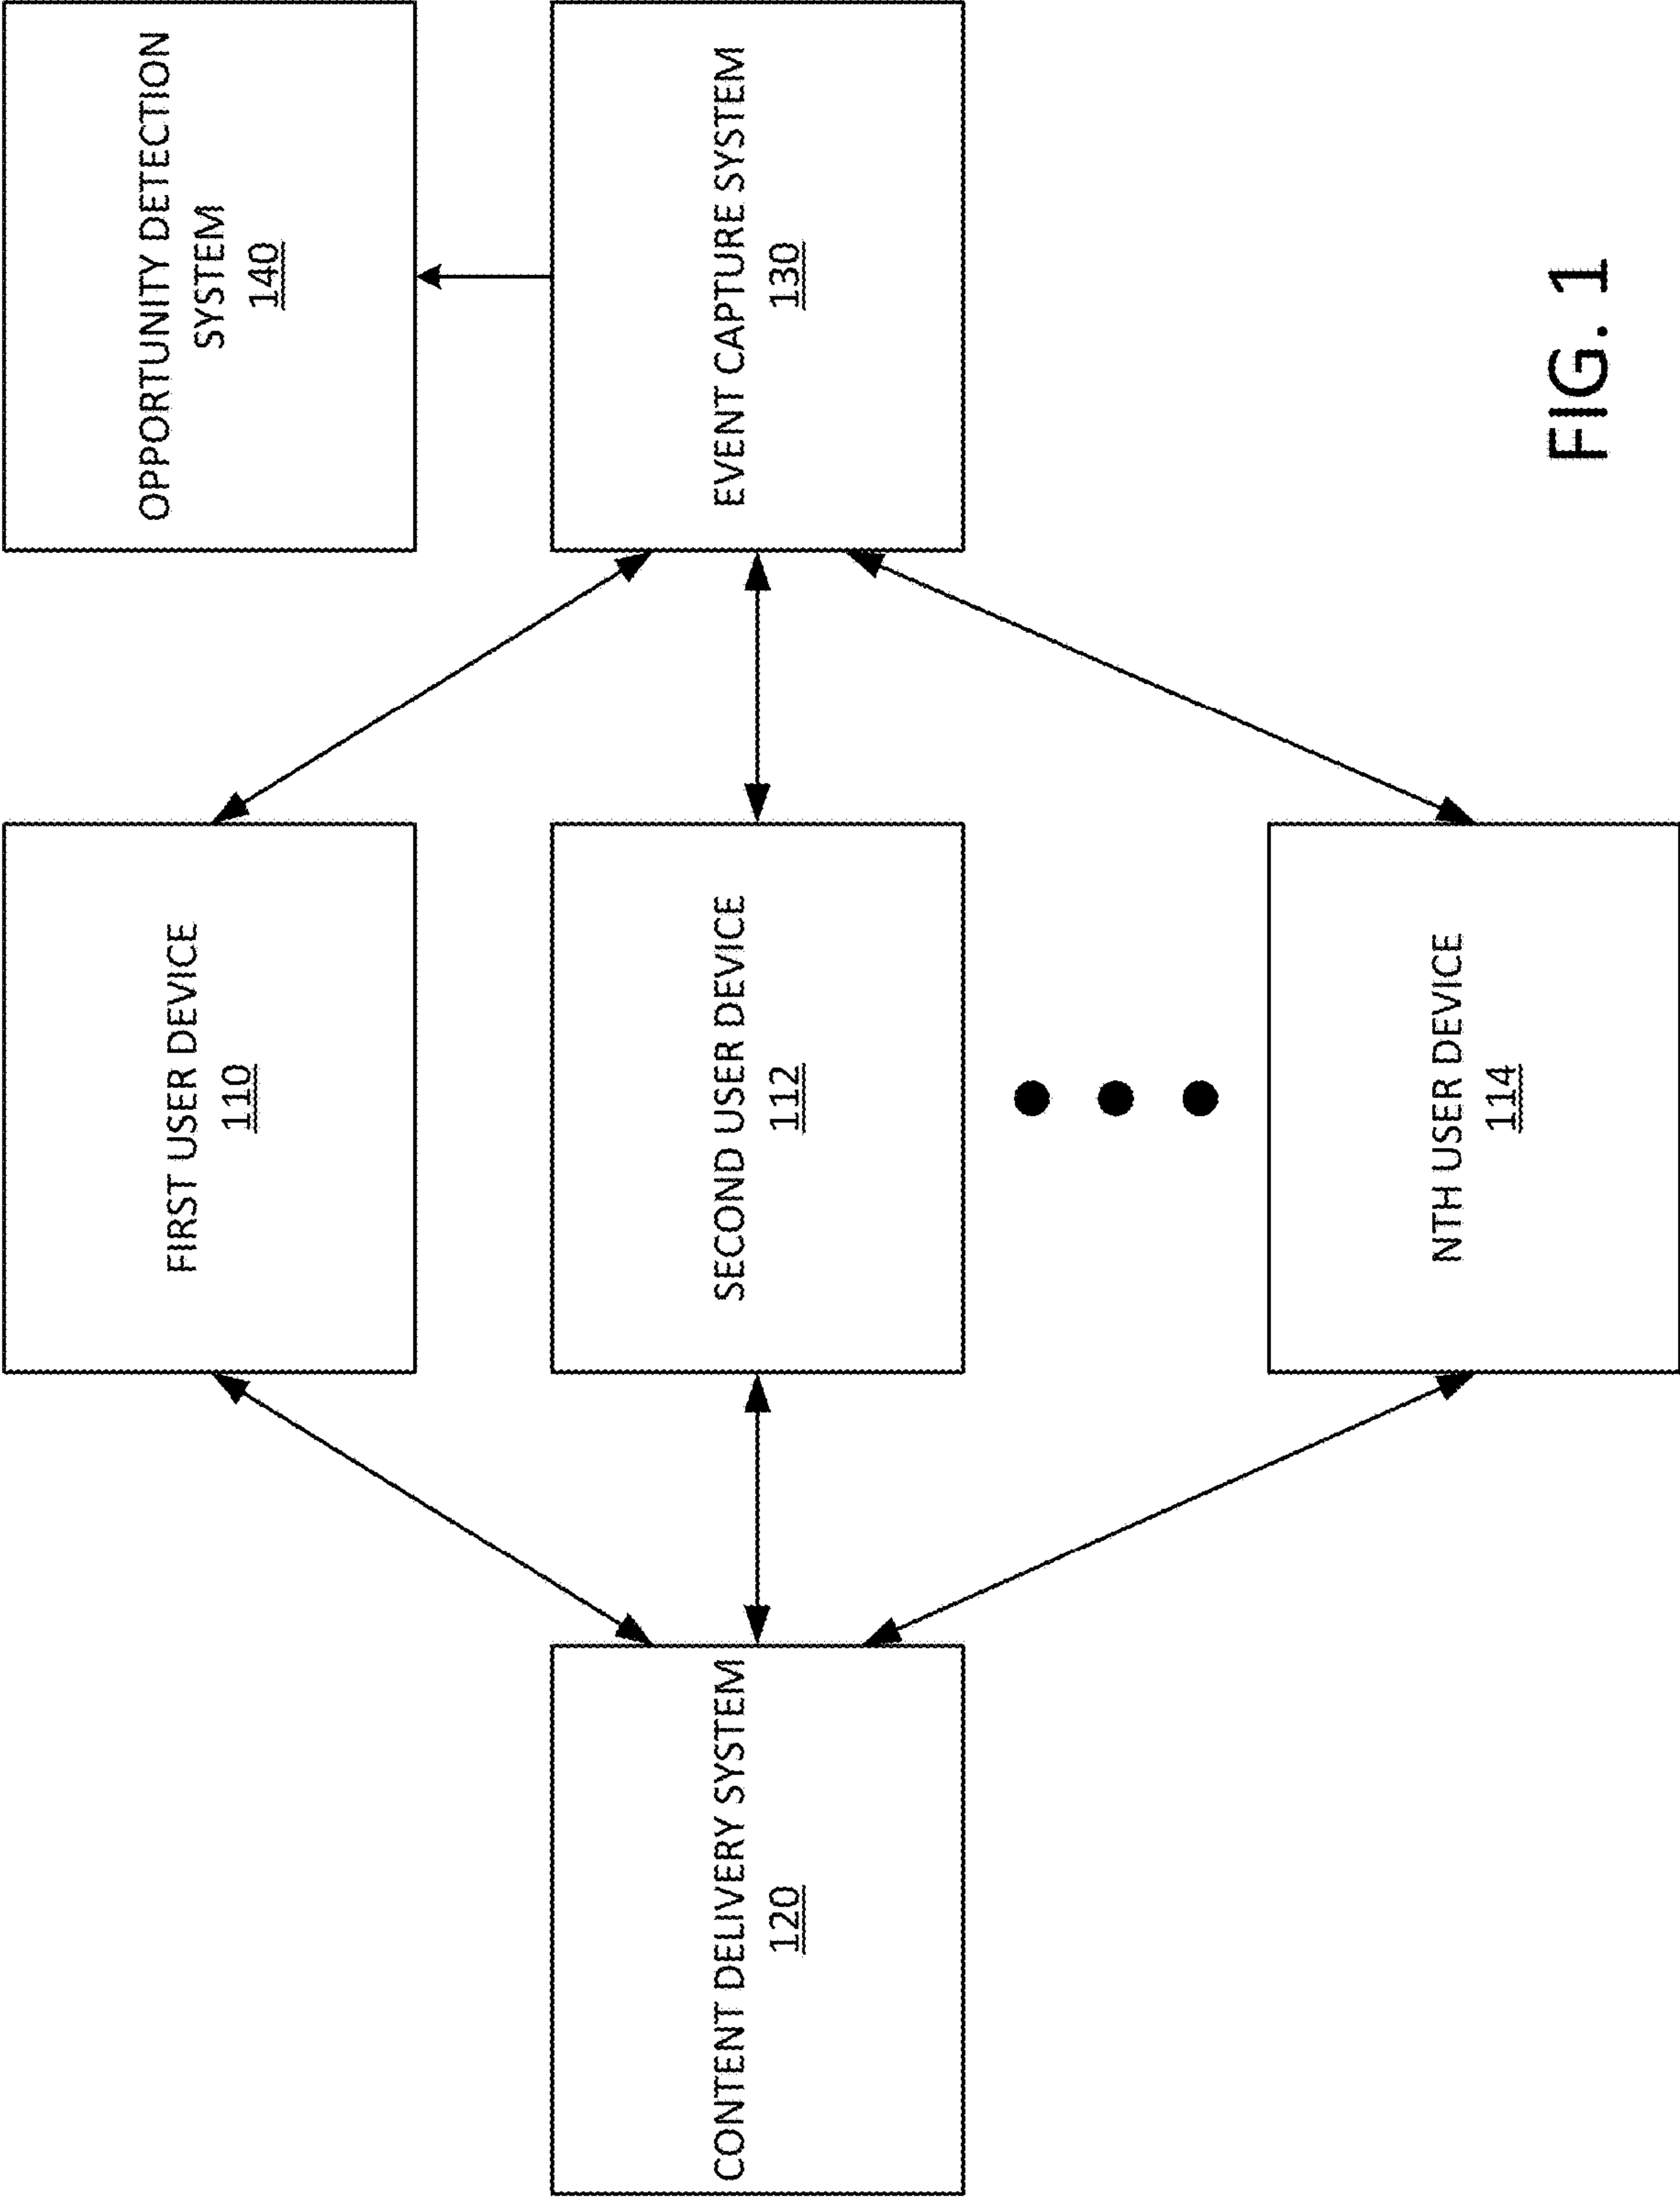 FIRST USER DEVICE
110
OPPORTUNITY DETECTION
SYSTEM
140
CONTENT DELIVERY SYSTEM
120
SECOND USER DEVICE
112
EVENT CAPTURE SYSTEM
130
NTH USER DEVICE
114
FIG. 1